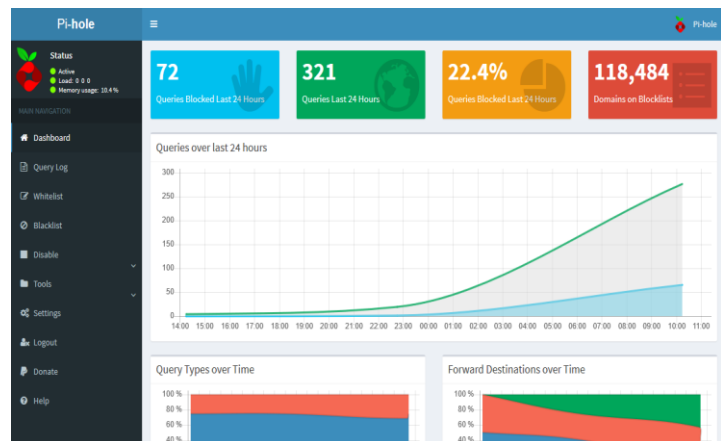 Pi-hole
Pi-hole
Status
Active
Load: 0 0 0
Memory usage: 10.4 %
MAIN NAVIGATION
Dashboard
Query Log
Whitelist
Blacklist
Disable
Tools
Settings
Logout
Donate
Help
72
Queries Blocked Last 24 Hours
321
Queries Last 24 Hours
22.4%
Queries Blocked Last 24 Hours
118,484
Domains on Blocklists
Queries over last 24 hours
300
250
200
150
100
50
0
14:00 15:00 16:00 17:00 18:00 19:00 20:00 21:00 22:00 23:00 00:00 01:00 02:00 03:00 04:00 05:00 06:00 07:00 08:00 09:00 10:00 11:00
Query Types over Time
100 %
80 %
60 %
40 %
Forward Destinations over Time
100 %
80 %
60 %
40 %